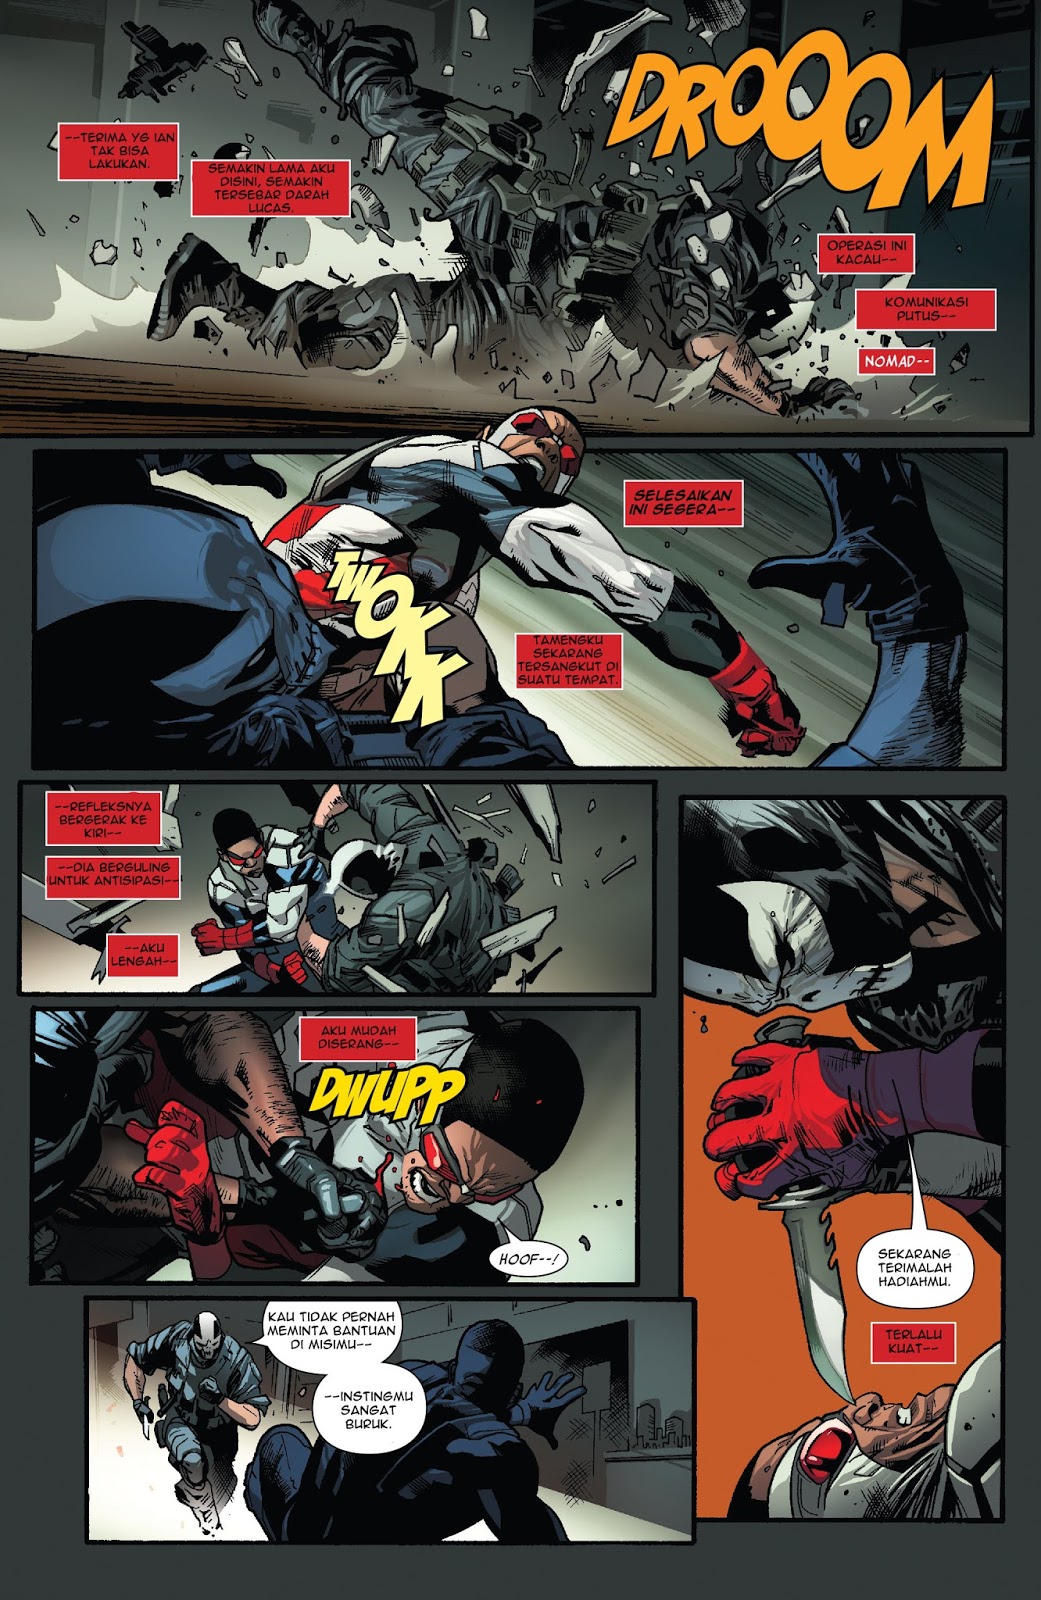 DROOOM
--TERIMA YG IAN
TAK BISA
LAKUKAN.
SEMAKIN LAMA AKU
DISINI, SEMAKIN
TERSEBAR DARAH
LUCAS.
OPERASI INI
KACAU--
KOMUNIKASI
PUTUS--
NOMAD--
SELESAIKAN
INI SEGERA--
TWOKK
TAMENGKU
SEKARANG
TERSANGKUT DI
SUATU TEMPAT.
--REFLEKSNYA
BERGERAK KE
KIRI--
--DIA BERGULING
UNTUK ANTISIPASI--
--AKU
LENGAH--
AKU MUDAH
DISERANG--
DWUPP
HOOF--!
KAU TIDAK PERNAH
MEMINTA BANTUAN
DI MISIMU--
--INSTINGMU
SANGAT
BURUK.
SEKARANG
TERIMALAH
HADIAHMU.
TERLALU
KUAT--